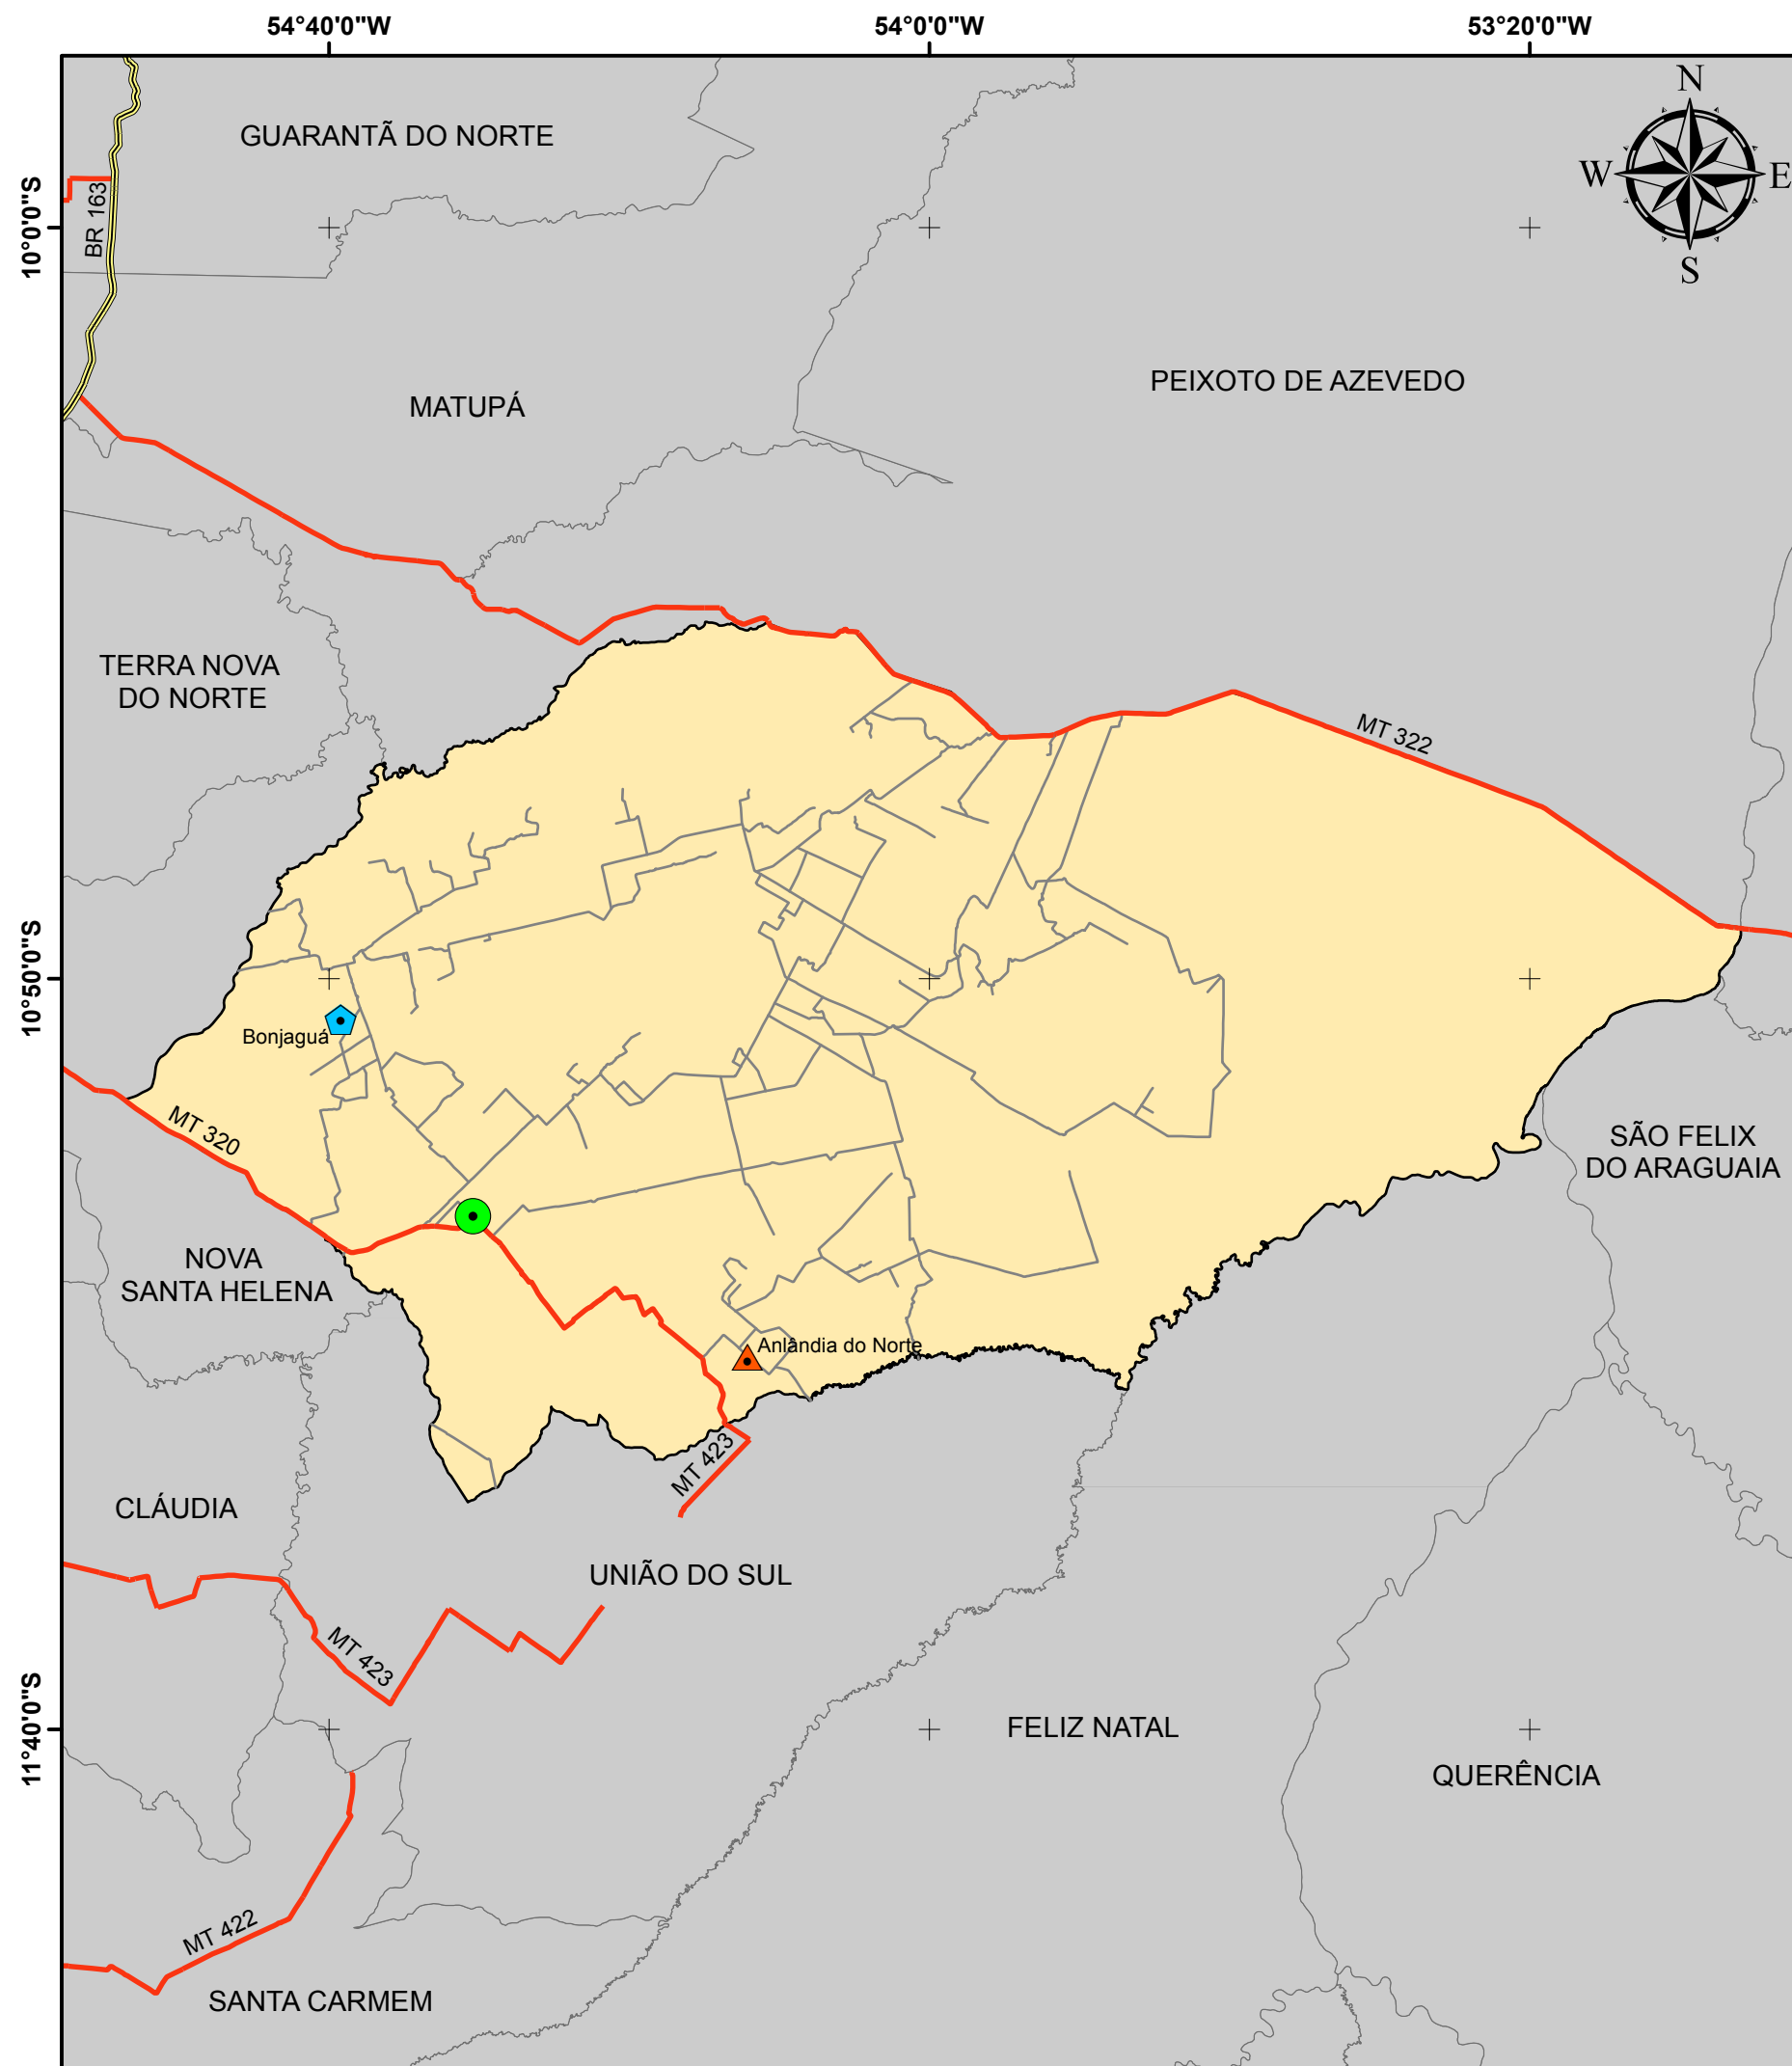 54°40'0"W
54°0'0"W
53°20'0"W
N
W
E
S
GUARANTÃ DO NORTE
BR 163
10°0'0"S
PEIXOTO DE AZEVEDO
MATUPÁ
TERRA NOVA
DO NORTE
MT 322
10°50'0"S
Bonjaguá
MT 320
SÃO FELIX
DO ARAGUAIA
NOVA
SANTA HELENA
Anlândia do Norte
MT 423
CLÁUDIA
UNIÃO DO SUL
MT 423
11°40'0"S
FELIZ NATAL
QUERÊNCIA
MT 422
SANTA CARMEM